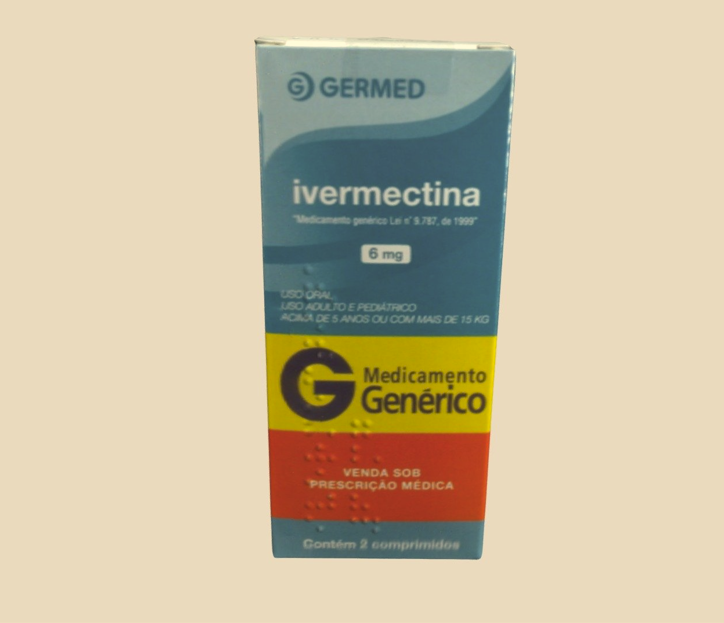 GERMED
ivermectina
"Medicamento genérico Lei n° 9.787, de 1999"
6 mg
USO ORAL
USO ADULTO E PEDIÁTRICO
ACIMA DE 5 ANOS OU COM MAIS DE 15 KG
G Medicamento
Genérico
VENDA SOB
PRESCRIÇÃO MÉDICA
Contém 2 comprimidos